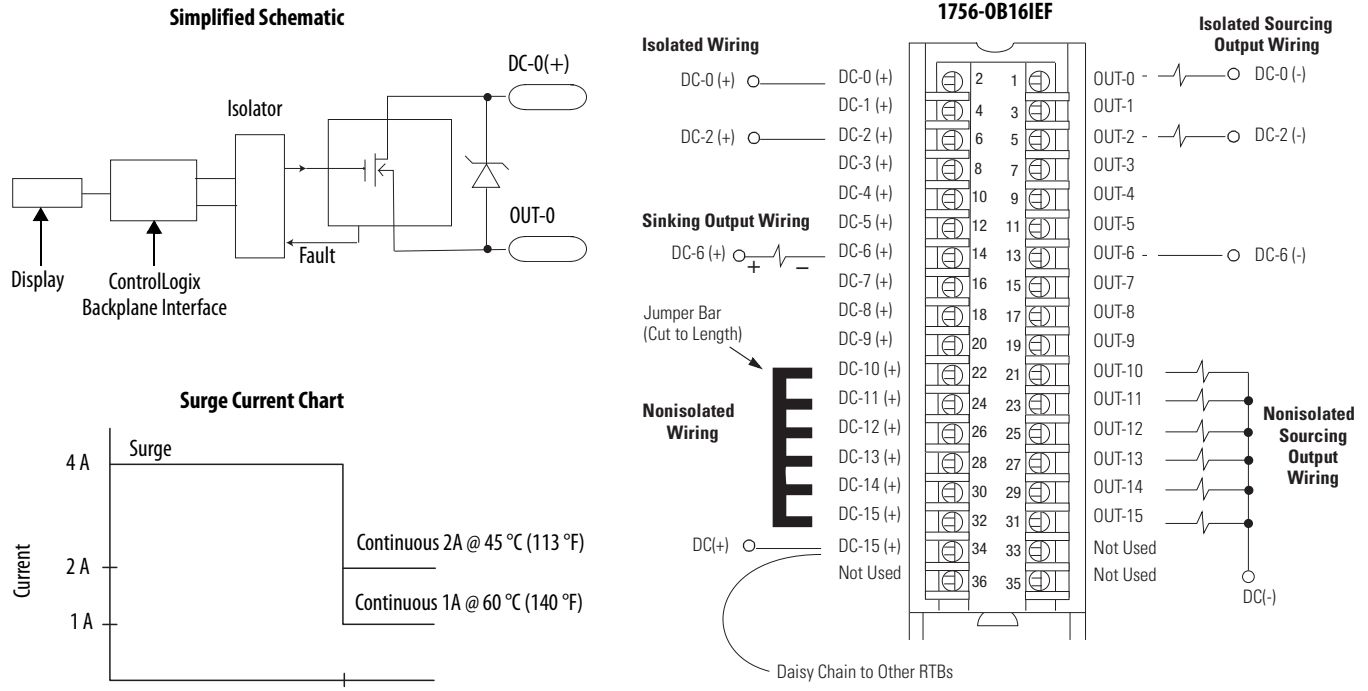 Simplified Schematic
DC-0(+)
Isolator
OUT-0
Fault
Display
ControlLogix
Backplane Interface
Surge Current Chart
Surge
4 A
Continuous 2A @ 45 °C (113 °F)
2 A
Continuous 1A @ 60 °C (140 °F)
1 A
Current
1756-OB16IEF
Isolated Wiring
Isolated Sourcing
Output Wiring
DC-0 (+) DC-0 (+) 2 1 OUT-0 DC-0 (-)
DC-1 (+) 4 3 OUT-1
DC-2 (+) DC-2 (+) 6 5 OUT-2 DC-2 (-)
DC-3 (+) 8 7 OUT-3
DC-4 (+) 10 9 OUT-4
Sinking Output Wiring
DC-5 (+) 12 11 OUT-5
DC-6 (+) + – DC-6 (+) 14 13 OUT-6 DC-6 (-)
DC-7 (+) 16 15 OUT-7
DC-8 (+) 18 17 OUT-8
DC-9 (+) 20 19 OUT-9
Jumper Bar
(Cut to Length)
DC-10 (+) 22 21 OUT-10
DC-11 (+) 24 23 OUT-11
DC-12 (+) 26 25 OUT-12
DC-13 (+) 28 27 OUT-13
DC-14 (+) 30 29 OUT-14
DC-15 (+) 32 31 OUT-15
Nonisolated
Wiring
Nonisolated
Sourcing
Output
Wiring
DC(+) DC-15 (+) 34 33 Not Used
Not Used 36 35 Not Used
DC(-)
Daisy Chain to Other RTBs